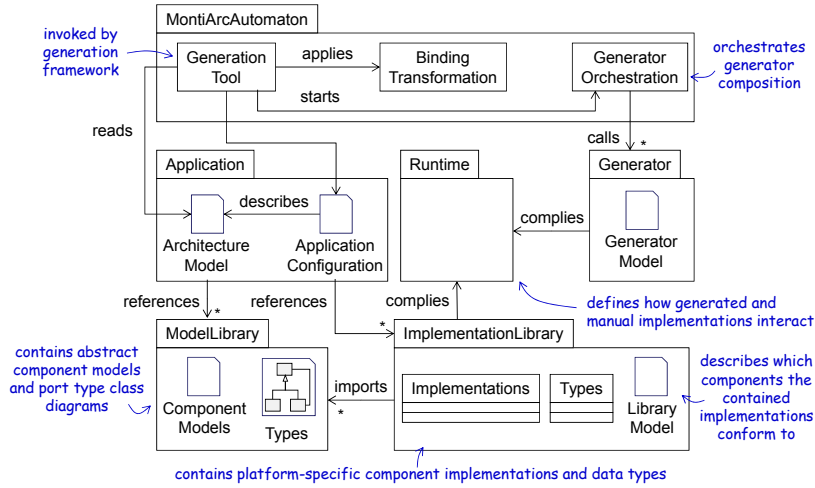 MontiArcAutomaton
invoked by
generation
framework
Generation
Tool
applies
Binding
Transformation
Generator
Orchestration
orchestrates
generator
composition
starts
reads
calls
*
Application
Runtime
Generator
describes
Architecture
Model
Application
Configuration
complies
Generator
Model
references
*
references
*
complies
defines how generated and
manual implementations interact
ModelLibrary
ImplementationLibrary
contains abstract
component models
and port type class
diagrams
Component
Models
Types
imports
*
Implementations
Types
Library
Model
describes which
components the
contained
implementations
conform to
contains platform-specific component implementations and data types